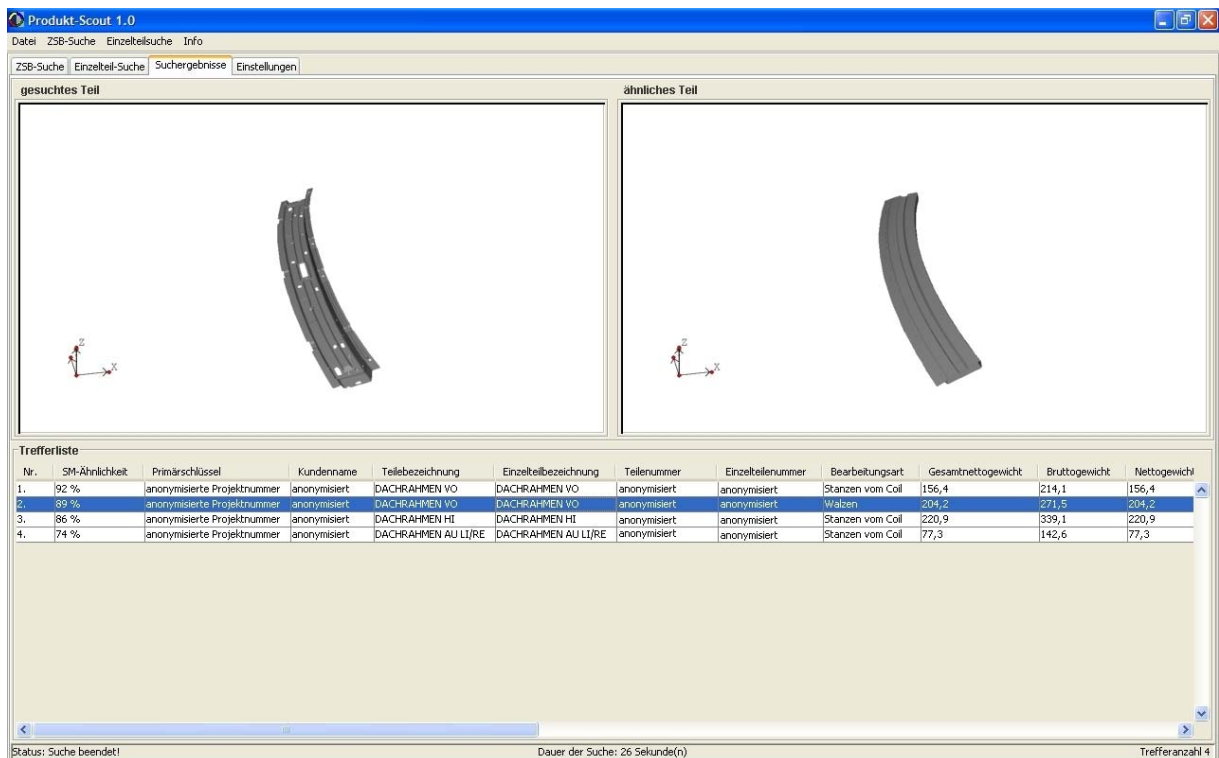 Produkt-Scout 1.0
Datei ZSB-Suche Einzelteilsuche Info
ZSB-Suche Einzelteil-Suche Suchergebnisse Einstellungen
gesuchtes Teil ähnliches Teil
Z Z
X X
Trefferliste
Nr. SM-Ähnlichkeit Primärschlüssel Kundenname Teilebezeichnung Einzelteilbezeichnung Teilenummer Einzelteilenummer Bearbeitungsart Gesamtnettogewicht Bruttogewicht Nettogewicht
1. 92 % anonymisierte Projektnummer anonymisiert DACHRAHMEN VO DACHRAHMEN VO anonymisiert anonymisiert Stanzen vom Coil 156,4 214,1 156,4
2. 89 % anonymisierte Projektnummer anonymisiert DACHRAHMEN VO DACHRAHMEN VO anonymisiert anonymisiert Walzen 204,2 271,5 204,2
3. 86 % anonymisierte Projektnummer anonymisiert DACHRAHMEN HI DACHRAHMEN HI anonymisiert anonymisiert Stanzen vom Coil 220,9 339,1 220,9
4. 74 % anonymisierte Projektnummer anonymisiert DACHRAHMEN AU LI/RE DACHRAHMEN AU LI/RE anonymisiert anonymisiert Stanzen vom Coil 77,3 142,6 77,3
Status: Suche beendet! Dauer der Suche: 26 Sekunde(n) Trefferanzahl 4